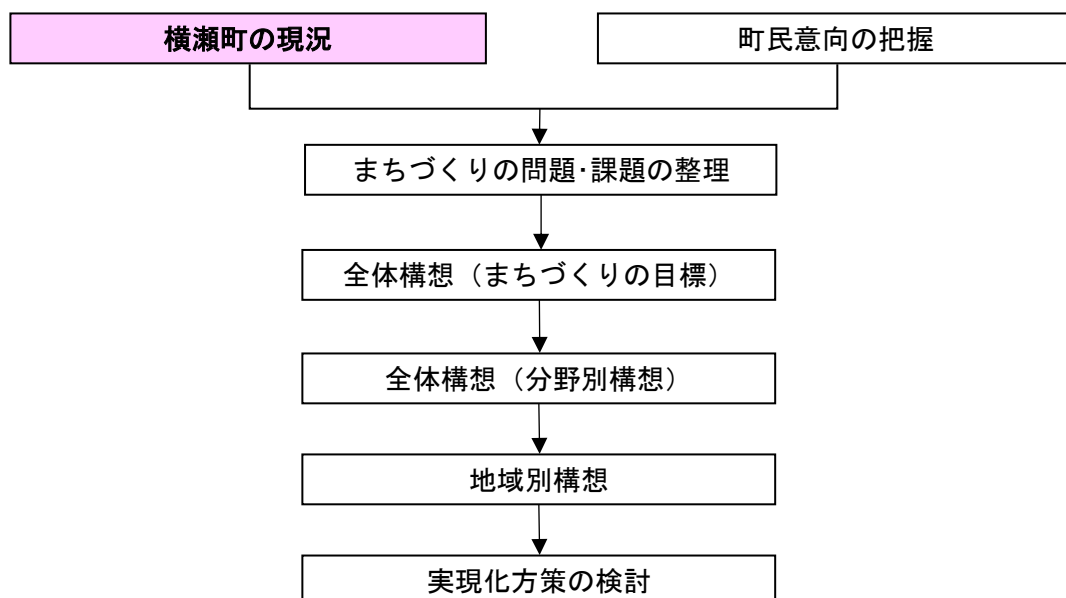 横瀬町の現況
町民意向の把握
まちづくりの問題・課題の整理
全体構想（まちづくりの目標）
全体構想（分野別構想）
地域別構想
実現化方策の検討